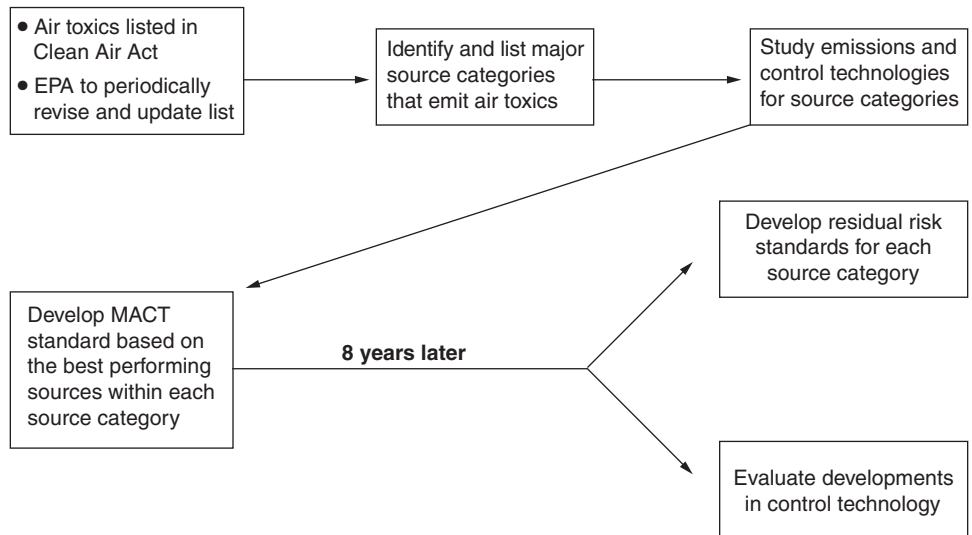 ● Air toxics listed in
Clean Air Act
● EPA to periodically
revise and update list
Identify and list major
source categories
that emit air toxics
Study emissions and
control technologies
for source categories
Develop MACT
standard based on
the best performing
sources within each
source category
8 years later
Develop residual risk
standards for each
source category
Evaluate developments
in control technology